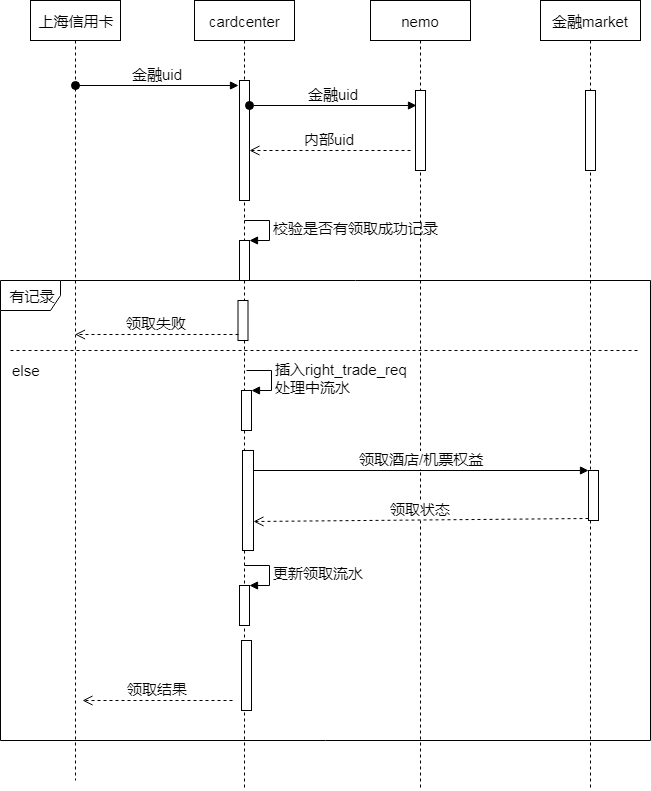 上海信用卡
cardcenter
nemo
金融market
金融uid
金融uid
内部uid
校验是否有领取成功记录
有记录
领取失败
else
插入right_trade_req
处理中流水
领取酒店/机票权益
领取状态
更新领取流水
领取结果